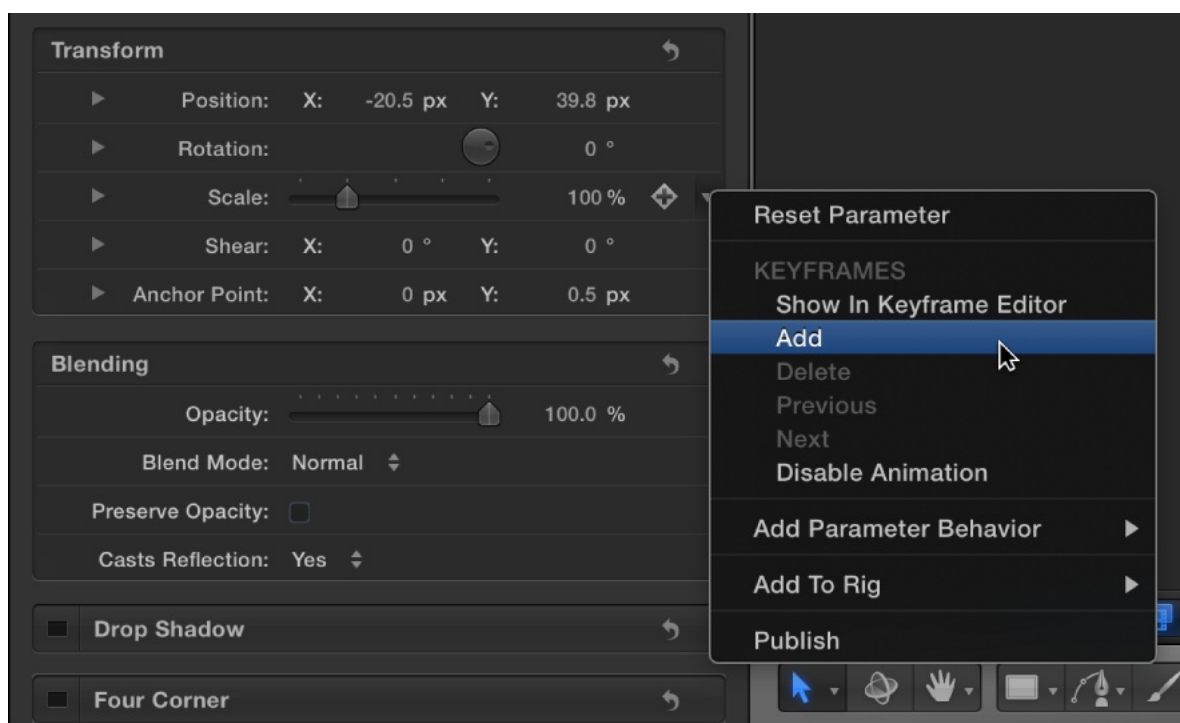 Transform
Position: X: -20.5 px Y: 39.8 px
Rotation: 0 °
Scale: 100 %
Shear: X: 0 ° Y: 0 °
Anchor Point: X: 0 px Y: 0.5 px
Blending
Opacity: 100.0 %
Blend Mode: Normal
Preserve Opacity:
Casts Reflection: Yes
Drop Shadow
Four Corner
Reset Parameter
KEYFRAMES
Show In Keyframe Editor
Add
Delete
Previous
Next
Disable Animation
Add Parameter Behavior
Add To Rig
Publish